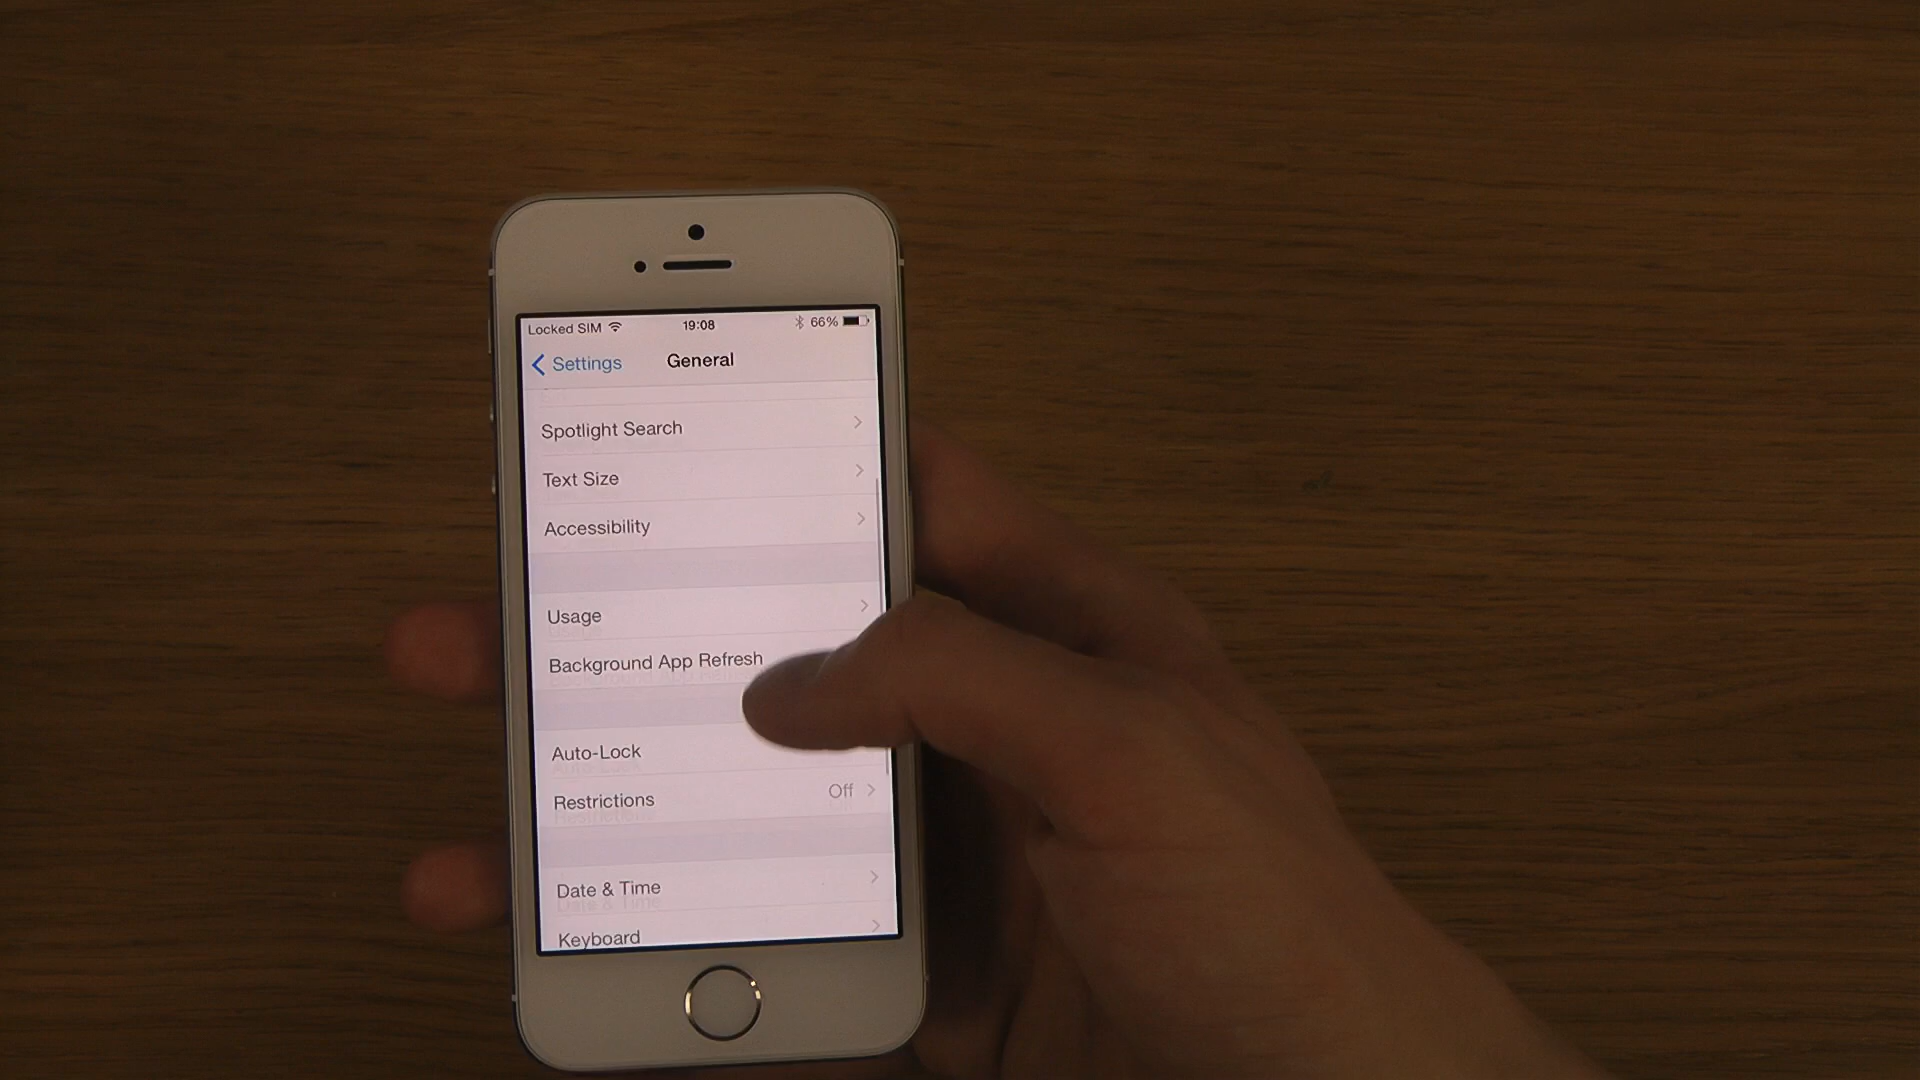 Locked SIM 19:08 66%
Settings General
Spotlight Search
Text Size
Accessibility
Usage
Background App Refresh
Auto-Lock
Restrictions Off
Date & Time
Keyboard